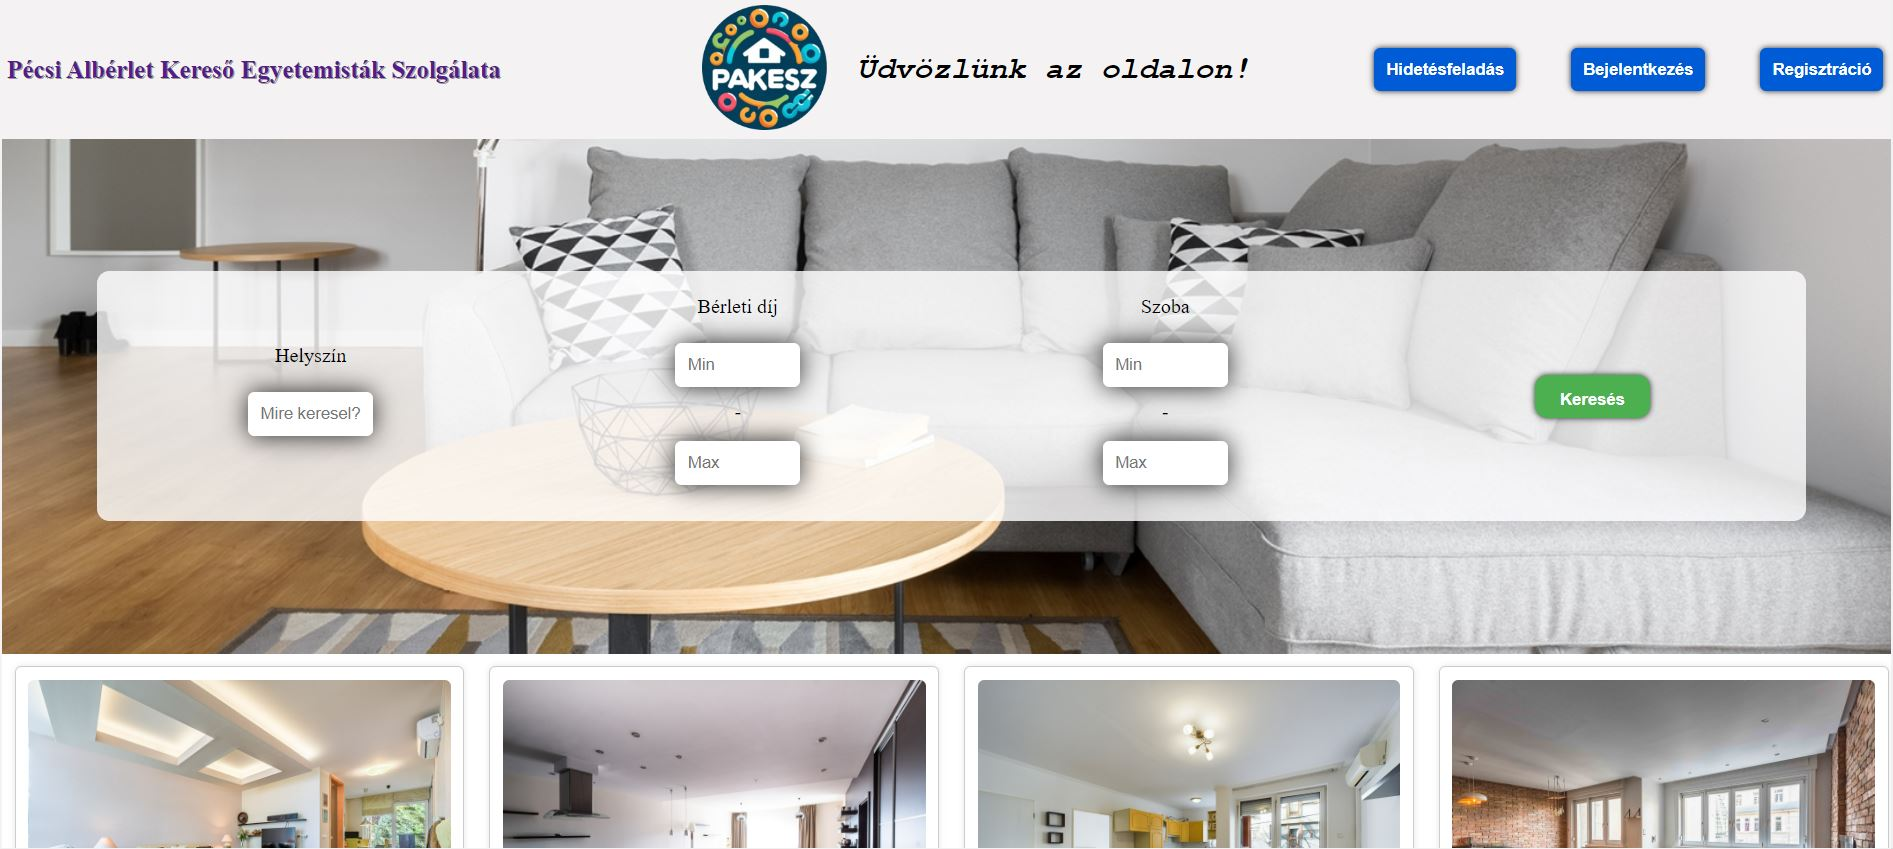 Pécsi Albérlet Kereső Egyetemisták Szolgálata
PAKESZ
Üdvözlünk az oldalon!
Hidetésfeladás
Bejelentkezés
Regisztráció
Helyszín
Mire keresel?
Bérleti díj
Min
-
Max
Szoba
Min
-
Max
Keresés